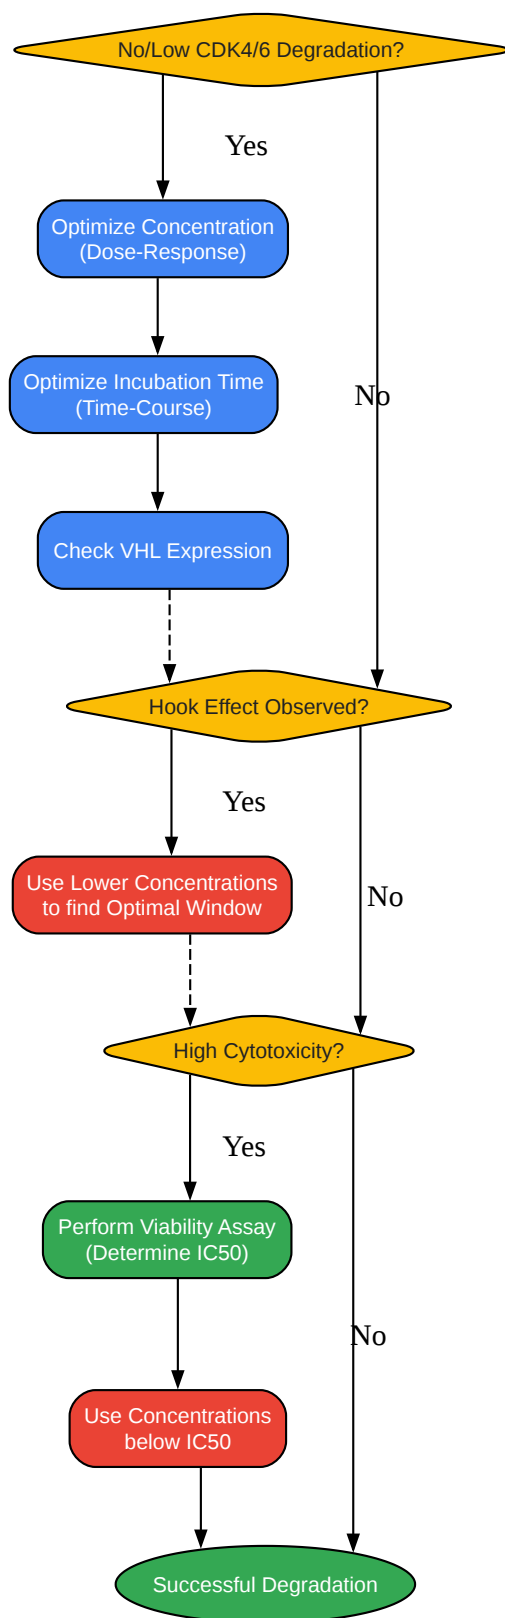 No/Low CDK4/6 Degradation?
Yes
Optimize Concentration
(Dose-Response)
Optimize Incubation Time
(Time-Course)
No
Check VHL Expression
Hook Effect Observed?
Yes
Use Lower Concentrations
to find Optimal Window
No
High Cytotoxicity?
Yes
Perform Viability Assay
(Determine IC50)
No
Use Concentrations
below IC50
Successful Degradation